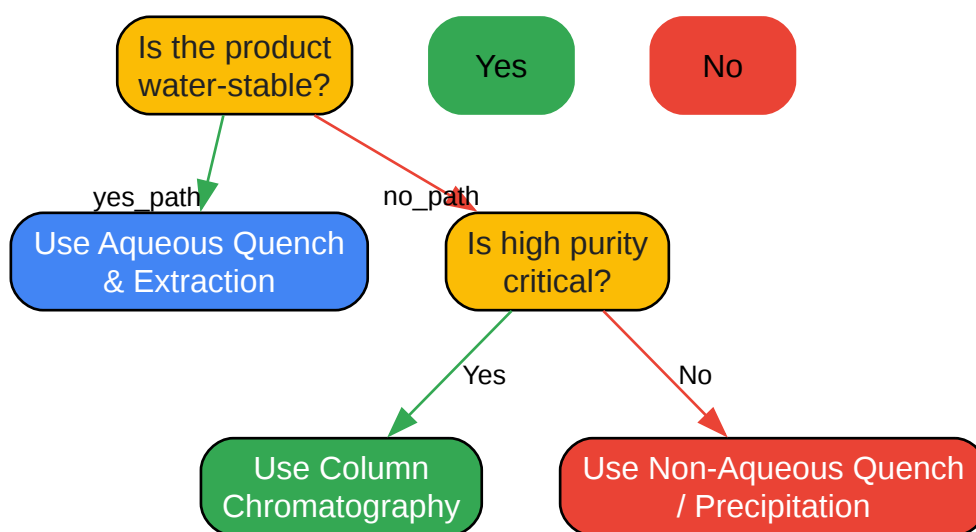 Is the product
water-stable?
Yes
No
yes_path
no_path
Use Aqueous Quench
& Extraction
Is high purity
critical?
Yes
No
Use Column
Chromatography
Use Non-Aqueous Quench
/ Precipitation